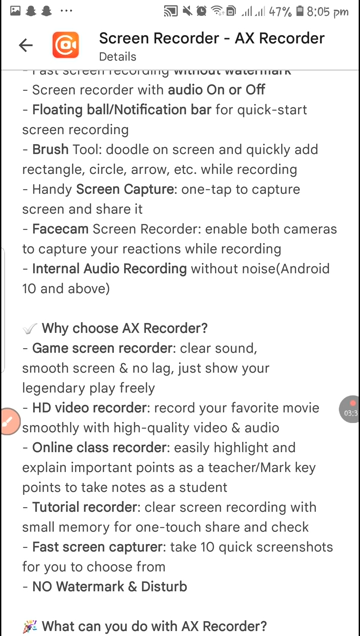 47% 8:05 pm
Screen Recorder - AX Recorder
Details
- Fast screen recording without watermark
- Screen recorder with audio On or Off
- Floating ball/Notification bar for quick-start
screen recording
- Brush Tool: doodle on screen and quickly add
rectangle, circle, arrow, etc. while recording
- Handy Screen Capture: one-tap to capture
screen and share it
- Facecam Screen Recorder: enable both cameras
to capture your reactions while recording
- Internal Audio Recording without noise(Android
10 and above)
✔️ Why choose AX Recorder?
- Game screen recorder: clear sound,
smooth screen & no lag, just show your
legendary play freely
- HD video recorder: record your favorite movie
smoothly with high-quality video & audio
- Online class recorder: easily highlight and
explain important points as a teacher/Mark key
points to take notes as a student
- Tutorial recorder: clear screen recording with
small memory for one-touch share and check
- Fast screen capturer: take 10 quick screenshots
for you to choose from
- NO Watermark & Disturb
🎉 What can you do with AX Recorder?